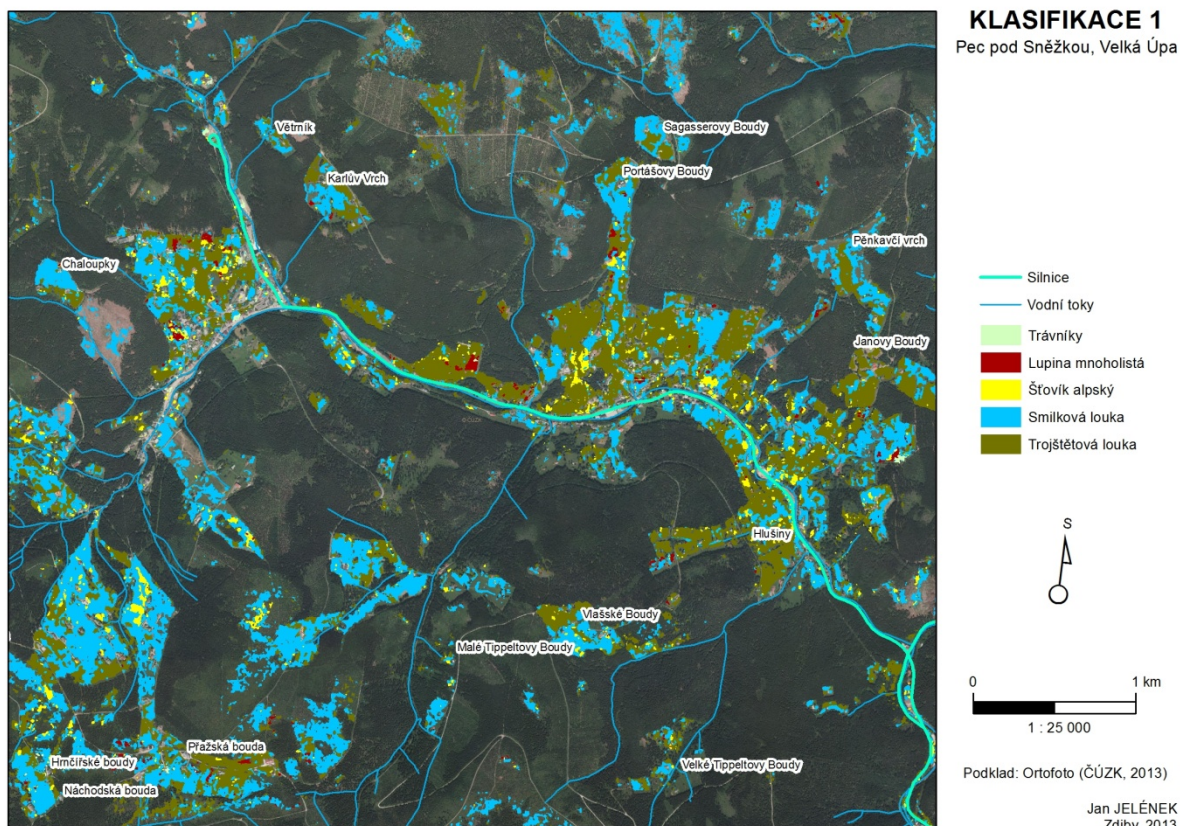 KLASIFIKACE 1
Pec pod Sněžkou, Velká Úpa
Větrník
Sagasserovy Boudy
Karlův Vrch
Portášovy Boudy
Pěnkavčí vrch
Chaloupky
Janovy Boudy
Hlušiny
Vlašské Boudy
Malé Tippeltovy Boudy
Přažská bouda
Hrnčířské boudy
Velké Tippeltovy Boudy
Náchodská bouda
Silnice
Vodní toky
Trávníky
Lupina mnoholistá
Šťovík alpský
Smilková louka
Trojštětová louka
S
0 1 km
1 : 25 000
Podklad: Ortofoto (ČÚZK, 2013)
Jan JELÉNEK
Zdiby, 2013